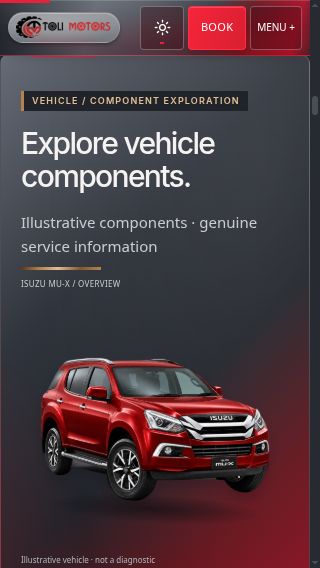 TOLI MOTORS
BOOK
MENU +
VEHICLE / COMPONENT EXPLORATION
Explore vehicle
components.
Illustrative components · genuine
service information
ISUZU MU-X / OVERVIEW
ISUZU
mu-x
Illustrative vehicle · not a diagnostic